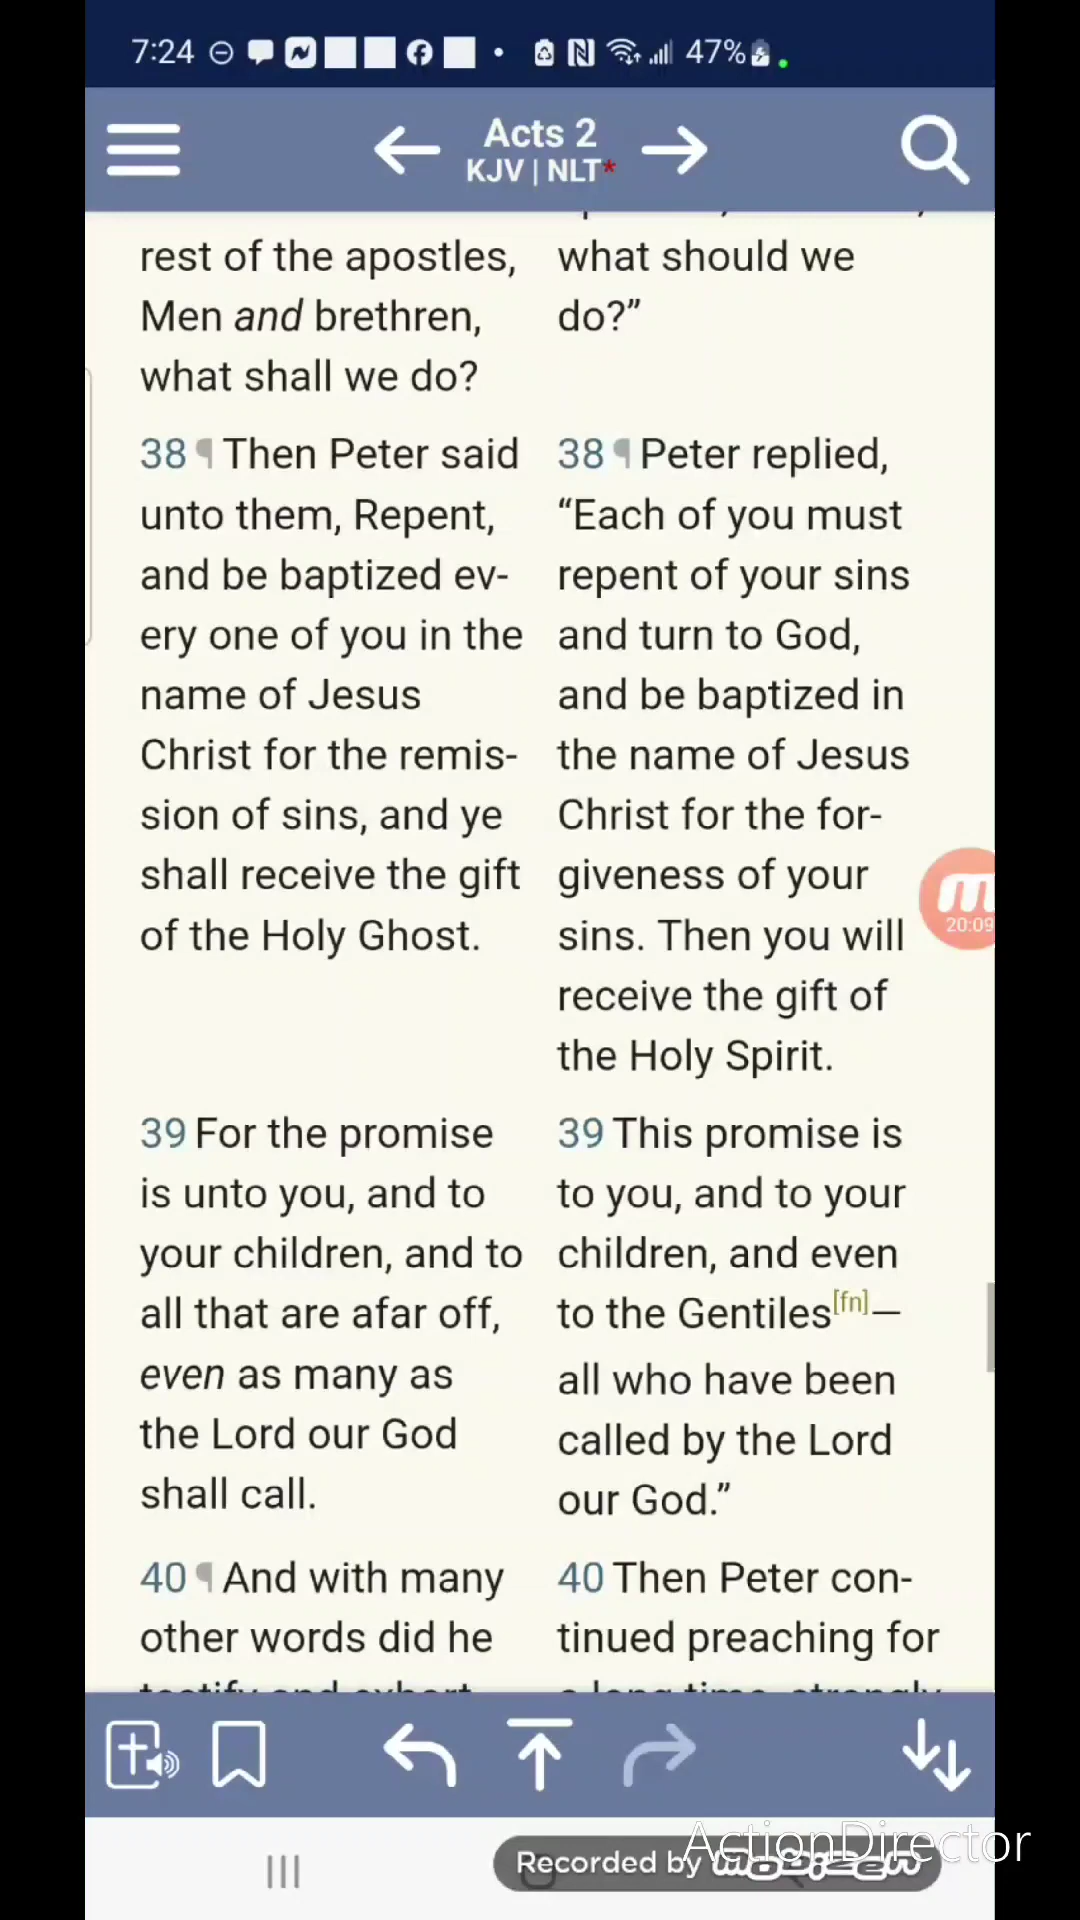 7:24 47%
Acts 2
KJV | NLT*
rest of the apostles,
Men and brethren,
what shall we do?
38 ¶ Then Peter said
unto them, Repent,
and be baptized ev-
ery one of you in the
name of Jesus
Christ for the remis-
sion of sins, and ye
shall receive the gift
of the Holy Ghost.
39 For the promise
is unto you, and to
your children, and to
all that are afar off,
even as many as
the Lord our God
shall call.
40 ¶ And with many
other words did he
testify and exhort
what should we
do?”
38 ¶ Peter replied,
“Each of you must
repent of your sins
and turn to God,
and be baptized in
the name of Jesus
Christ for the for-
giveness of your
sins. Then you will
receive the gift of
the Holy Spirit.
39 This promise is
to you, and to your
children, and even
to the Gentiles[fn]—
all who have been
called by the Lord
our God.”
40 Then Peter con-
tinued preaching for
a long time, strongly
20:09
ActionDirector
Recorded by mobizen